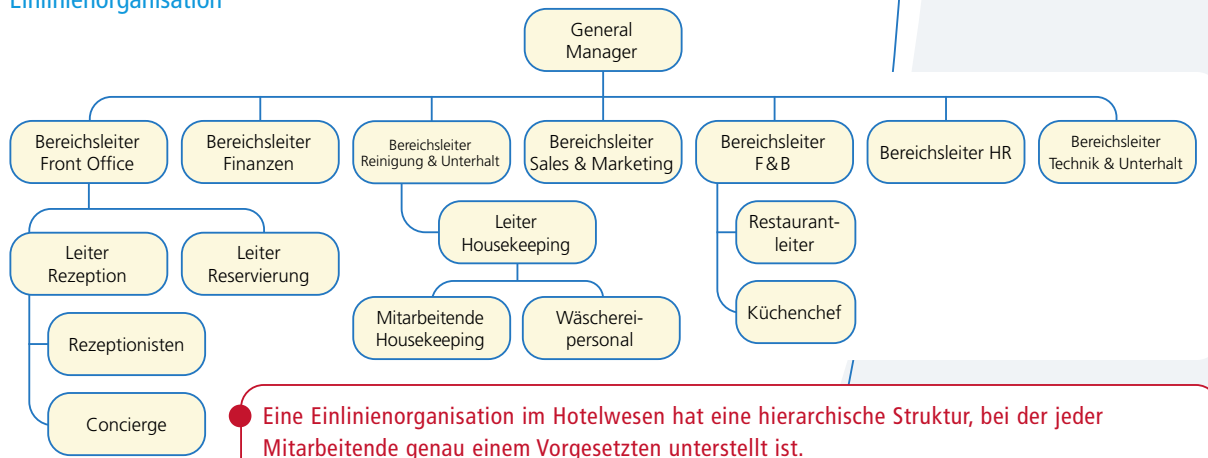 Einlinienorganisation
General
Manager
Bereichsleiter
Front Office
Bereichsleiter
Finanzen
Bereichsleiter
Reinigung & Unterhalt
Bereichsleiter
Sales & Marketing
Bereichsleiter
F&B
Bereichsleiter HR
Bereichsleiter
Technik & Unterhalt
Leiter
Rezeption
Leiter
Reservierung
Leiter
Housekeeping
Restaurant-
leiter
Rezeptionisten
Mitarbeitende
Housekeeping
Wäscherei-
personal
Küchenchef
Concierge
Eine Einlinienorganisation im Hotelwesen hat eine hierarchische Struktur, bei der jeder
Mitarbeitende genau einem Vorgesetzten unterstellt ist.